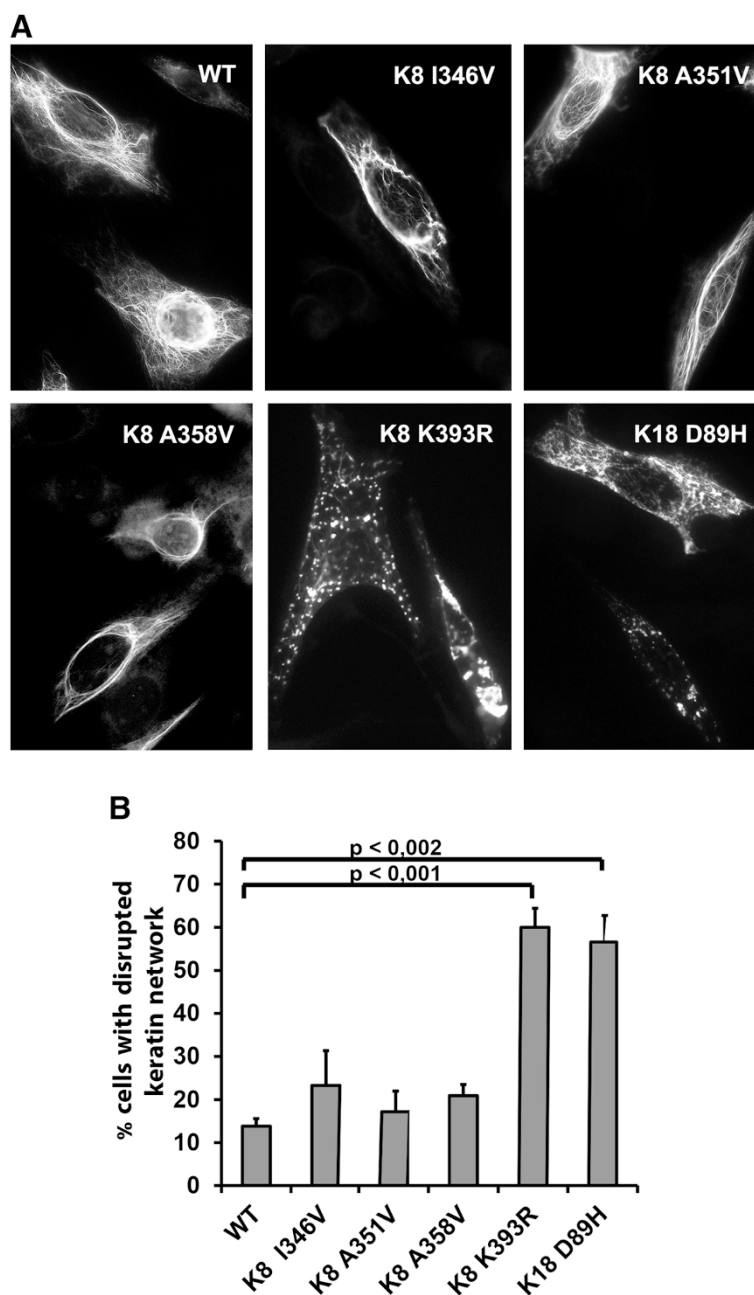 A
WT
K8 I346V
K8 A351V
K8 A358V
K8 K393R
K18 D89H
B
80
70
60
50
40
30
20
10
0
% cells with disrupted
keratin network
p < 0,002
p < 0,001
WT
K8 I346V
K8 A351V
K8 A358V
K8 K393R
K18 D89H